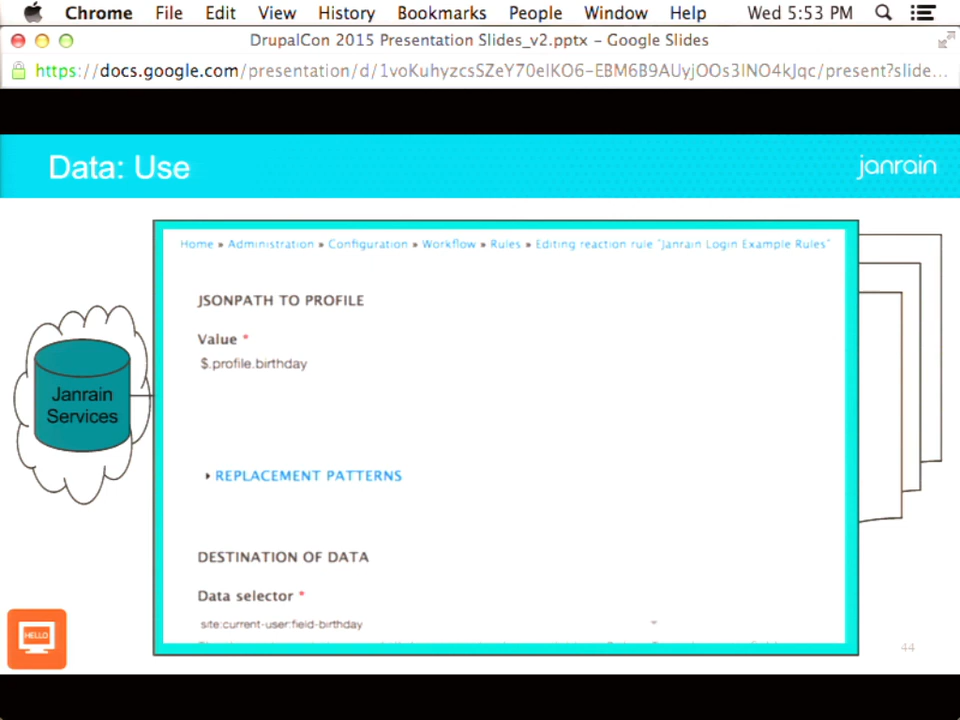 Chrome File Edit View History Bookmarks People Window Help Wed 5:53 PM
DrupalCon 2015 Presentation Slides_v2.pptx – Google Slides
https://docs.google.com/presentation/d/1voKuhyzcsSZeY70elKO6-EBM6B9AUyjOOs3lNO4kJqc/present?slide...
Data: Use
janrain
Home » Administration » Configuration » Workflow » Rules » Editing reaction rule "Janrain Login Example Rules"
JSONPATH TO PROFILE
Value *
$.profile.birthday
Janrain
Services
REPLACEMENT PATTERNS
DESTINATION OF DATA
Data selector *
site:current-user:field-birthday
HELLO
44